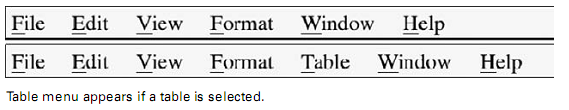 File Edit View Format Window Help
File Edit View Format Table Window Help
Table menu appears if a table is selected.